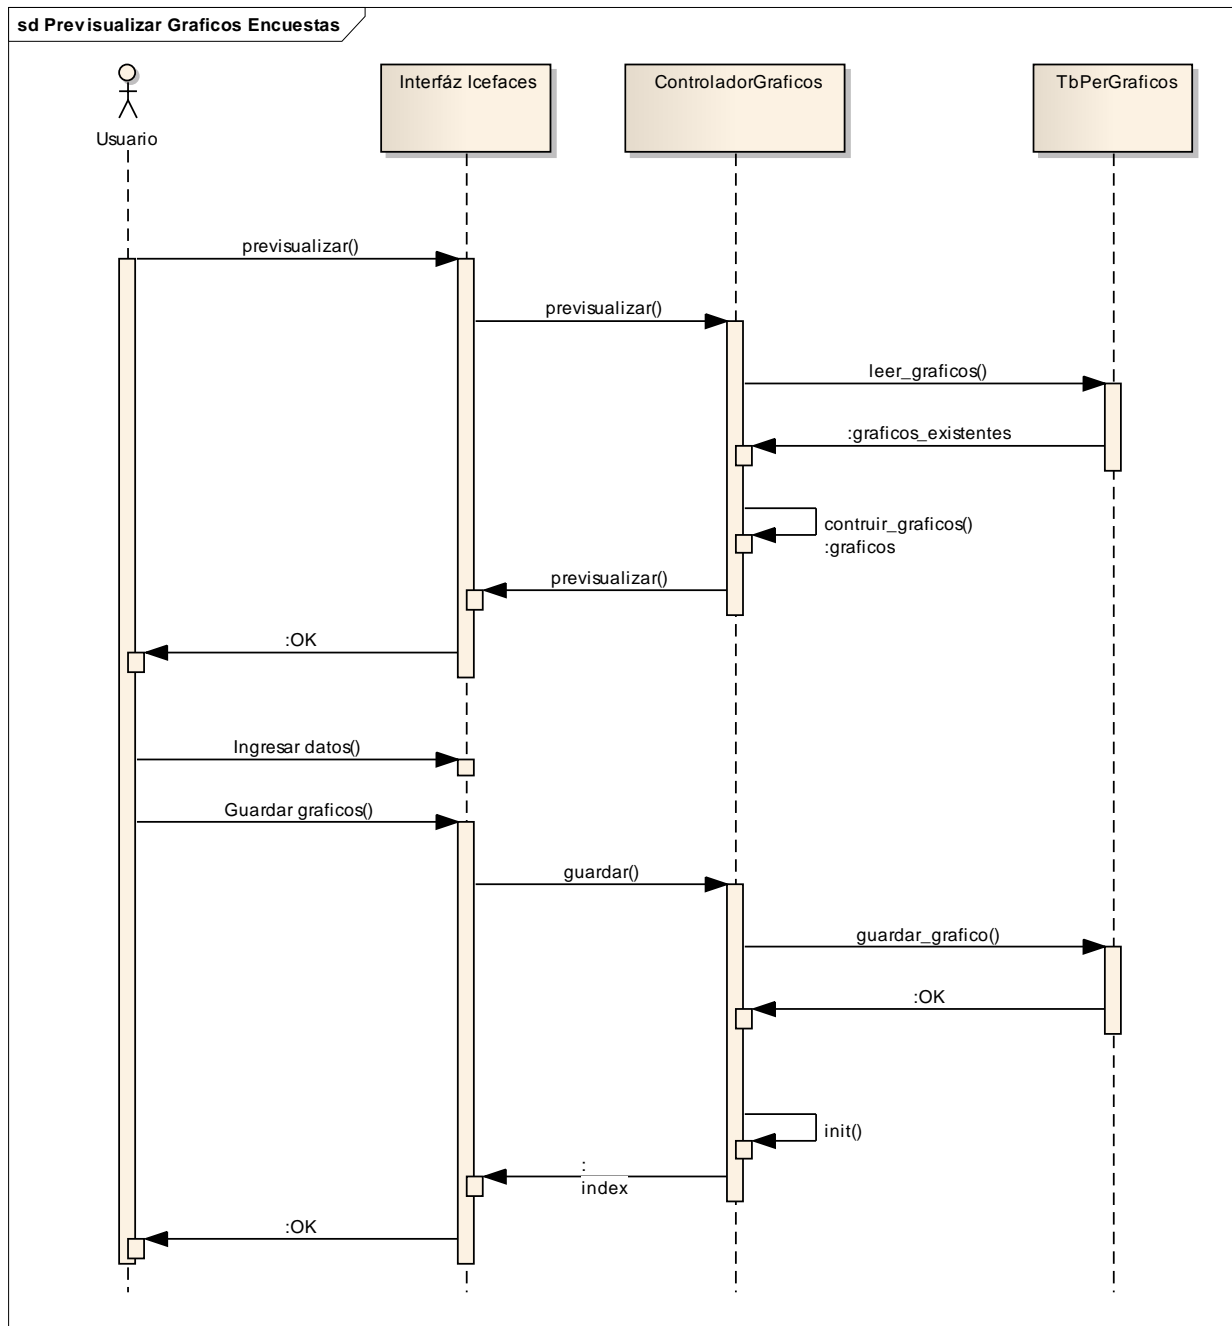 sd Previsualizar Graficos Encuestas
Usuario
Interfáz Icefaces
ControladorGraficos
TbPerGraficos
previsualizar()
previsualizar()
leer_graficos()
:graficos_existentes
contruir_graficos()
:graficos
previsualizar()
:OK
Ingresar datos()
Guardar graficos()
guardar()
guardar_grafico()
:OK
init()
:
index
:OK